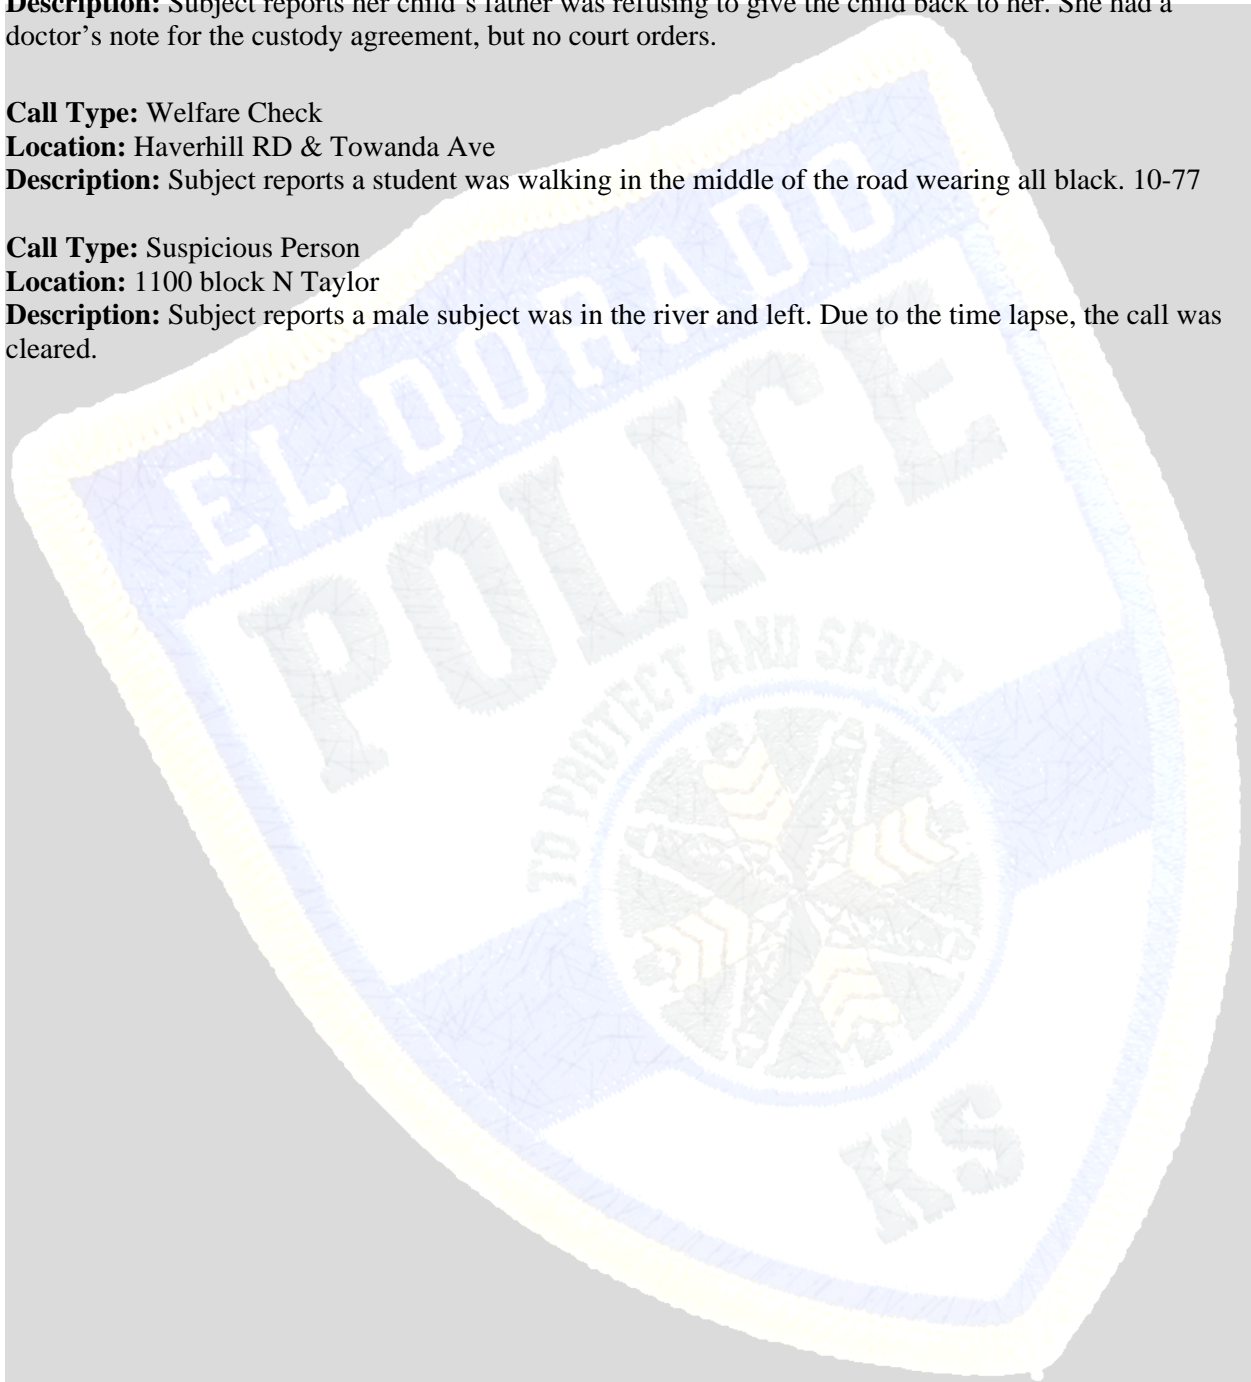 Description: Subject reports her child's father was refusing to give the child back to her. She had a
doctor's note for the custody agreement, but no court orders.
Call Type: Welfare Check
Location: Haverhill RD & Towanda Ave
Description: Subject reports a student was walking in the middle of the road wearing all black. 10-77
Call Type: Suspicious Person
Location: 1100 block N Taylor
Description: Subject reports a male subject was in the river and left. Due to the time lapse, the call was
cleared.
EL DORADO
POLICE
TO PROTECT AND SERVE
KS